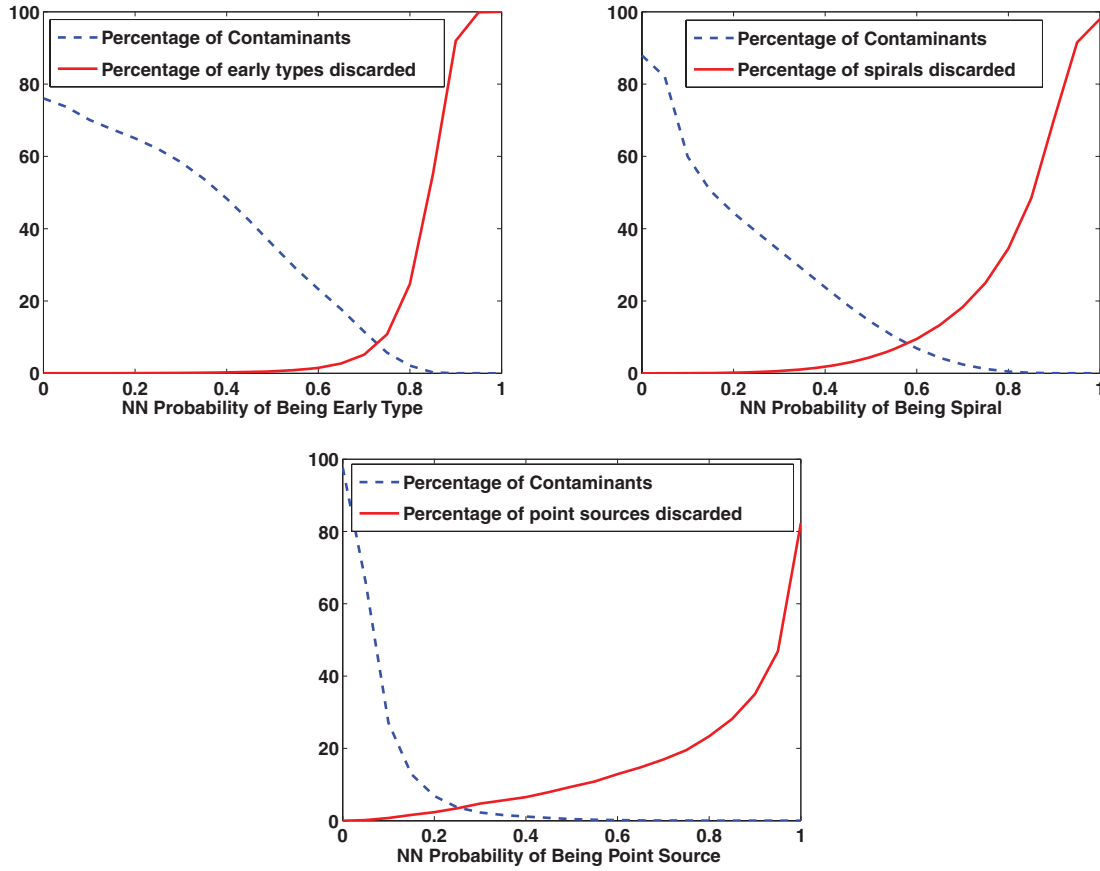 100
80
60
40
20
0
Percentage of Contaminants
Percentage of early types discarded
0 0.2 0.4 0.6 0.8 1
NN Probability of Being Early Type
100
80
60
40
20
0
Percentage of Contaminants
Percentage of spirals discarded
0 0.2 0.4 0.6 0.8 1
NN Probability of Being Spiral
100
80
60
40
20
0
Percentage of Contaminants
Percentage of point sources discarded
0 0.2 0.4 0.6 0.8 1
NN Probability of Being Point Source